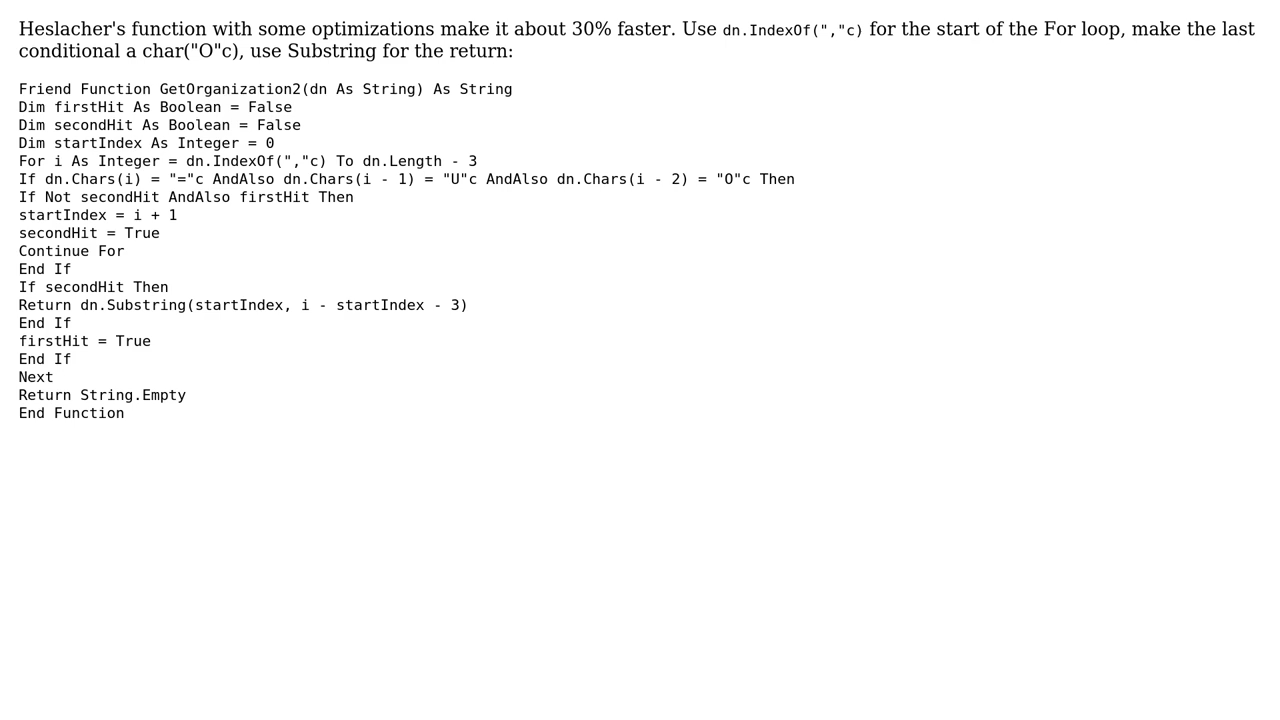 Heslacher's function with some optimizations make it about 30% faster. Use dn.IndexOf(","c) for the start of the For loop, make the last
conditional a char("O"c), use Substring for the return:
Friend Function GetOrganization2(dn As String) As String
Dim firstHit As Boolean = False
Dim secondHit As Boolean = False
Dim startIndex As Integer = 0
For i As Integer = dn.IndexOf(","c) To dn.Length - 3
If dn.Chars(i) = "="c AndAlso dn.Chars(i - 1) = "U"c AndAlso dn.Chars(i - 2) = "O"c Then
If Not secondHit AndAlso firstHit Then
startIndex = i + 1
secondHit = True
Continue For
End If
If secondHit Then
Return dn.Substring(startIndex, i - startIndex - 3)
End If
firstHit = True
End If
Next
Return String.Empty
End Function